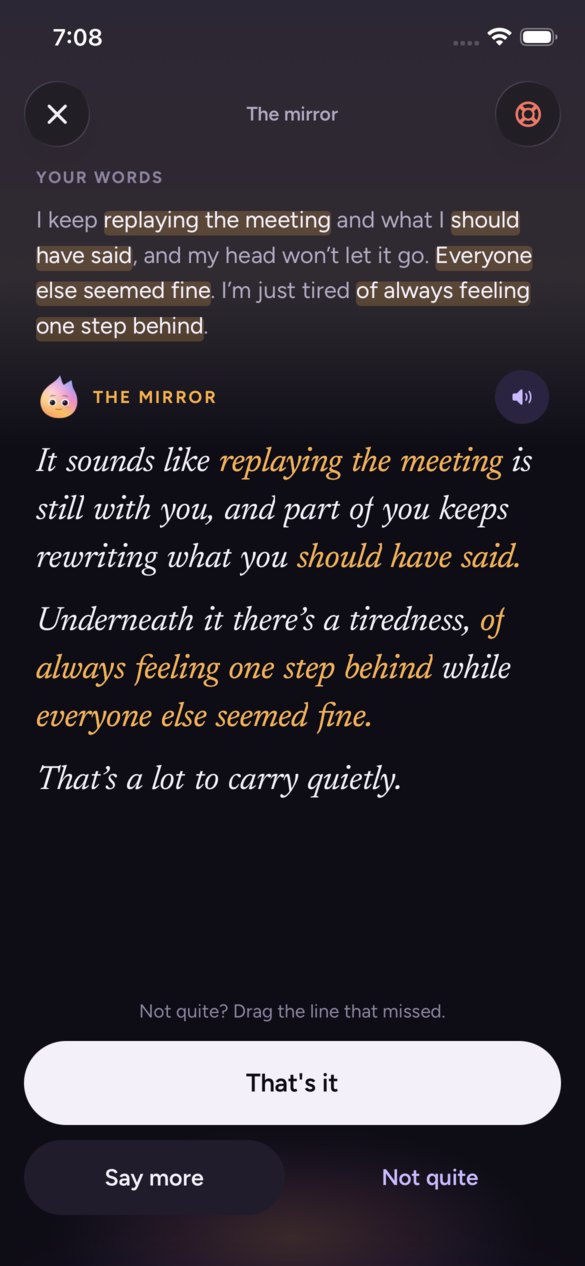 7:08
The mirror
YOUR WORDS
I keep replaying the meeting and what I should
have said, and my head won’t let it go. Everyone
else seemed fine. I’m just tired of always feeling
one step behind.
THE MIRROR
It sounds like replaying the meeting is
still with you, and part of you keeps
rewriting what you should have said.
Underneath it there’s a tiredness, of
always feeling one step behind while
everyone else seemed fine.
That’s a lot to carry quietly.
Not quite? Drag the line that missed.
That's it
Say more
Not quite